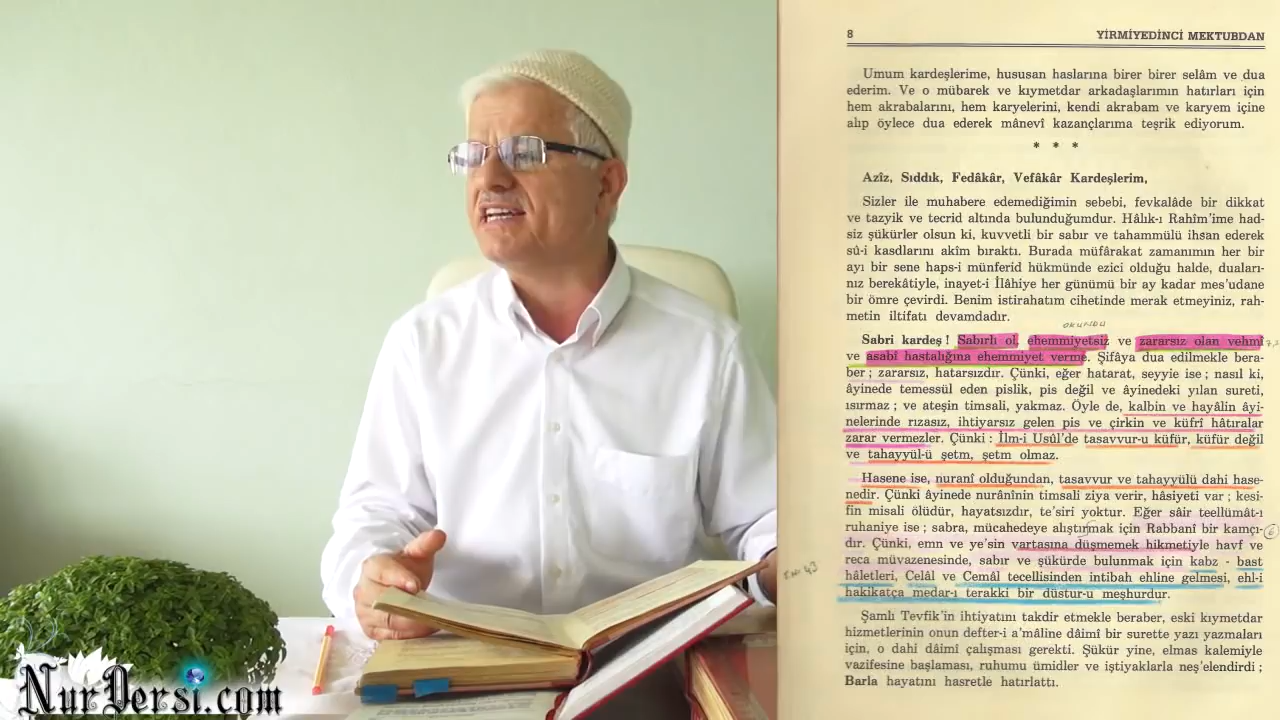 8 YİRMİYEDİNCİ MEKTUBDAN
Umum kardeşlerime, hususan haslarına birer birer selâm ve dua
ederim. Ve o mübarek ve kıymetdar arkadaşlarımın hatırları için
hem akrabalarını, hem karyelerini, kendi akrabam ve karyem içine
alıp öylece dua ederek mânevî kazançlarıma teşrik ediyorum.
* * *
Azîz, Sıddık, Fedâkâr, Vefâkâr Kardeşlerim,
Sizler ile muhabere edemediğimin sebebi, fevkalâde bir dikkat
ve tazyik ve tecrid altında bulunduğumdur. Hâlık-ı Rahîm'ime had-
siz şükürler olsun ki, kuvvetli bir sabır ve tahammülü ihsan ederek
sû-i kasdlarını akîm bıraktı. Burada müfârakat zamanımın her bir
ayı bir sene haps-i münferid hükmünde ezici olduğu halde, duaları-
nız berekâtiyle, inayet-i İlâhiye her günümü bir ay kadar mes'udane
bir ömre çevirdi. Benim istirahatım cihetinde merak etmeyiniz, rah-
metin iltifatı devamdadır.
okundu
Sabri kardeş! Sabırlı ol, ehemmiyetsiz ve zararsız olan vehmî
ve asabî hastalığına ehemmiyet verme. Şifâya dua edilmekle bera-
ber; zararsız, hatarsızdır. Çünki, eğer hatarat, seyyie ise; nasıl ki,
âyinede temessül eden pislik, pis değil ve âyinedeki yılan sureti,
ısırmaz; ve ateşin timsali, yakmaz. Öyle de, kalbin ve hayâlin âyi-
nelerinde rızasız, ihtiyarsız gelen pis ve çirkin ve küfrî hâtıralar
zarar vermezler. Çünki: İlm-i Usûl'de tasavvur-u küfür, küfür değil
ve tahayyül-ü şetm, şetm olmaz.
Hasene ise, nuranî olduğundan, tasavvur ve tahayyülü dahi hase-
nedir. Çünki âyinede nurânînin timsali ziya verir, hâsiyeti var; kesi-
fin misali ölüdür, hayatsızdır, te'siri yoktur. Eğer sâir teellümât-ı
ruhaniye ise; sabra, mücahedeye alıştırmak için Rabbanî bir kamçı-
dır. Çünki, emn ve ye'sin vartasına düşmemek hikmetiyle havf ve
reca müvazenesinde, sabır ve şükürde bulunmak için kabz - bast
hâletleri, Celâl ve Cemâl tecellisinden intibah ehline gelmesi, ehl-i
hakikatça medar-ı terakki bir düstur-u meşhurdur.
Şamlı Tevfik'in ihtiyatını takdir etmekle beraber, eski kıymetdar
hizmetlerinin onun defter-i a'mâline dâimî bir surette yazı yazmaları
için, o dahi dâimî çalışması gerekti. Şükür yine, elmas kalemiyle
vazifesine başlaması, ruhumu ümidler ve iştiyaklarla neş'elendirdi;
Barla hayatını hasretle hatırlattı.
NurDersi.com